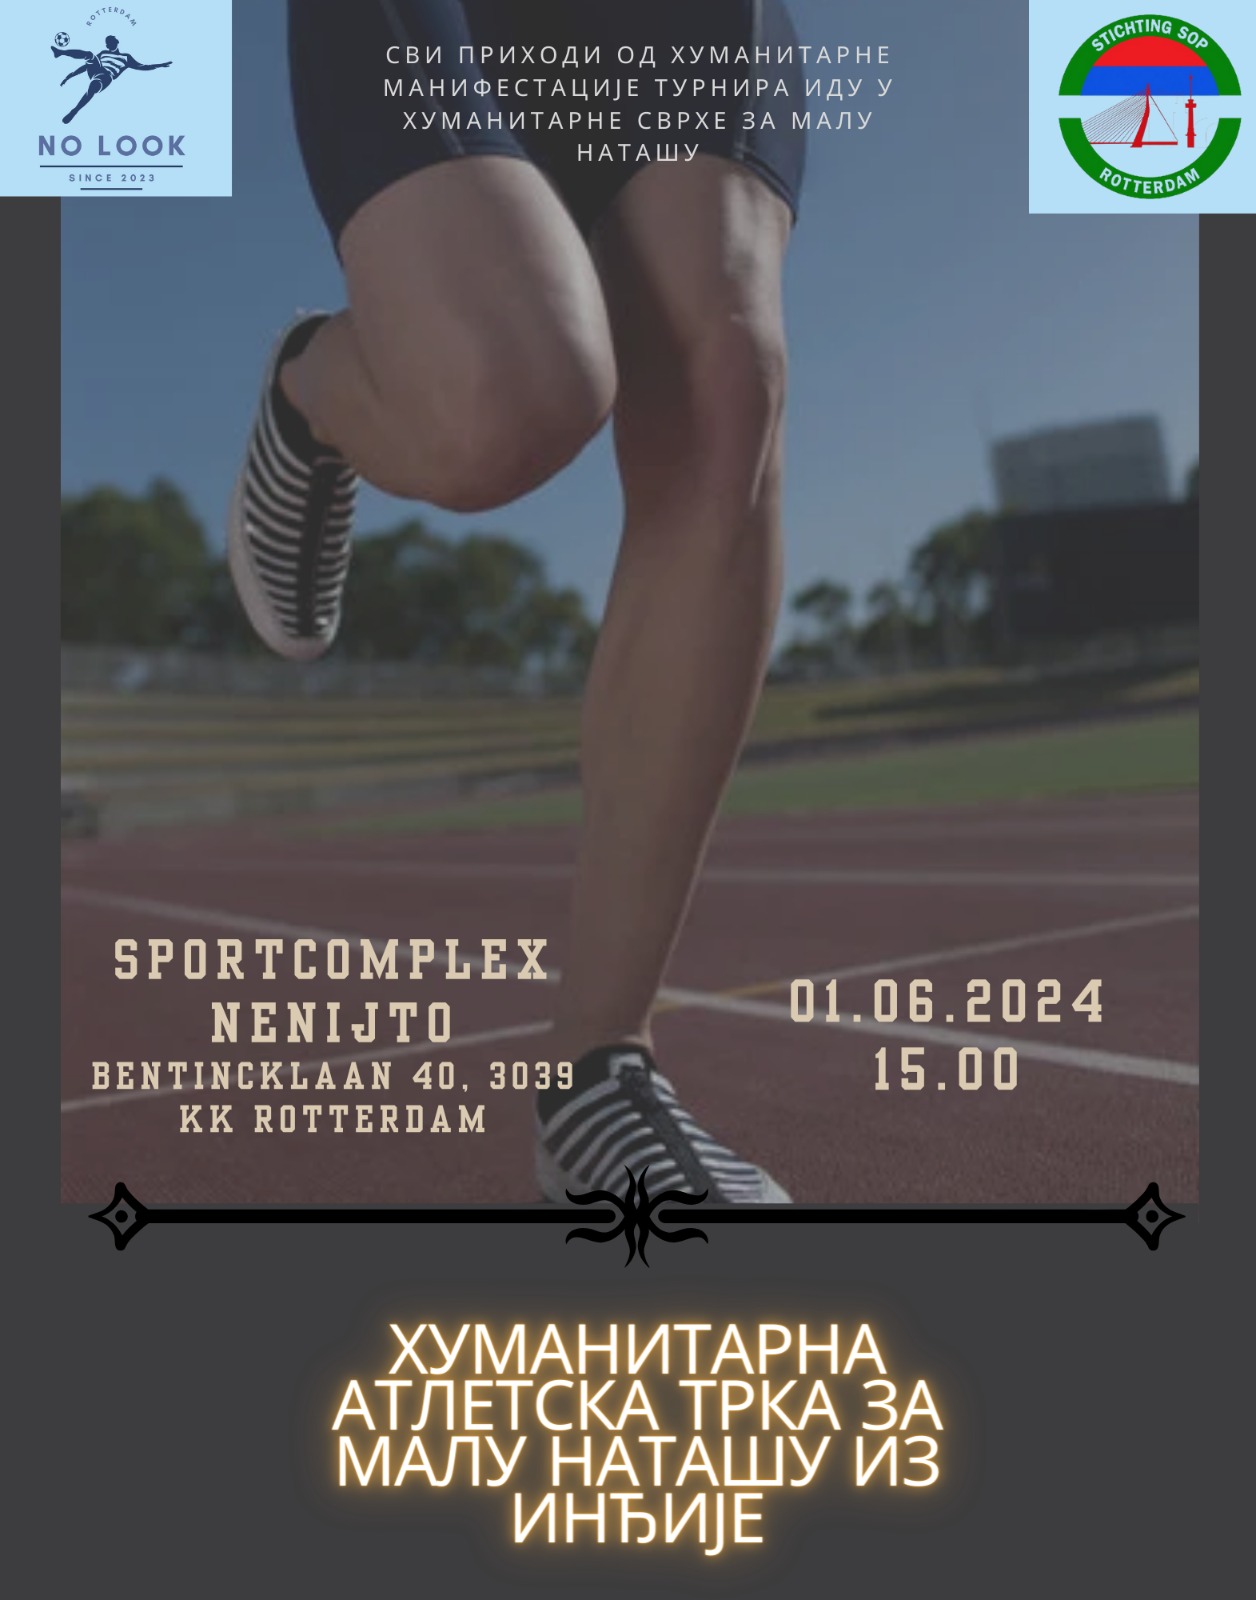 ROTTERDAM
NO LOOK
SINCE 2023
СВИ ПРИХОДИ ОД ХУМАНИТАРНЕ
МАНИФЕСТАЦИЈЕ ТУРНИРА ИДУ У
ХУМАНИТАРНЕ СВРХЕ ЗА МАЛУ
НАТАШУ
STICHTING SOP
ROTTERDAM
SPORTCOMPLEX
NENIJTO
BENTINCKLAAN 40, 3039
KK ROTTERDAM
01.06.2024
15.00
ХУМАНИТАРНА
АТЛЕТСКА ТРКА ЗА
МАЛУ НАТАШУ ИЗ
ИНЂИЈЕ